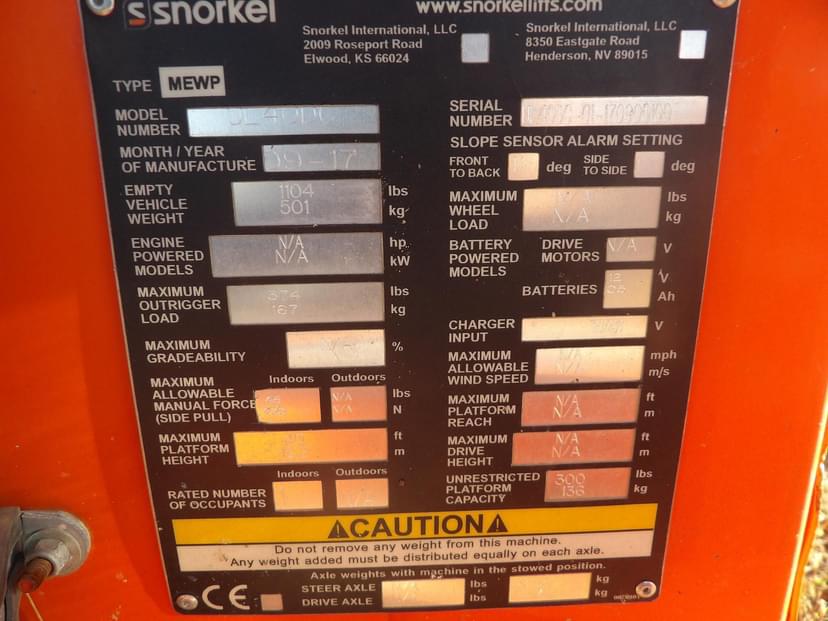 snorkel
www.snorkellifts.com
Snorkel International, LLC
2009 Roseport Road
Elwood, KS 66024
Snorkel International, LLC
8350 Eastgate Road
Henderson, NV 89015
TYPE MEWP
MODEL
NUMBER
SERIAL
NUMBER
MONTH / YEAR
OF MANUFACTURE 09-17
SLOPE SENSOR ALARM SETTING
FRONT
TO BACK deg
SIDE
TO SIDE deg
EMPTY
VEHICLE
WEIGHT
1104 lbs
501 kg
MAXIMUM
WHEEL
LOAD
N/A lbs
N/A kg
ENGINE
POWERED
MODELS
N/A hp
N/A kW
BATTERY
POWERED
MODELS
DRIVE
MOTORS N/A V
BATTERIES
12 V
Ah
MAXIMUM
OUTRIGGER
LOAD
374 lbs
167 kg
CHARGER
INPUT V
MAXIMUM
GRADEABILITY %
MAXIMUM
ALLOWABLE
WIND SPEED
N/A mph
N/A m/s
MAXIMUM
ALLOWABLE
MANUAL FORCE
(SIDE PULL)
Indoors Outdoors
N/A lbs
N/A N
MAXIMUM
PLATFORM
REACH
N/A ft
N/A m
MAXIMUM
PLATFORM
HEIGHT
ft
m
MAXIMUM
DRIVE
HEIGHT
N/A ft
N/A m
Indoors Outdoors
RATED NUMBER
OF OCCUPANTS
N/A
UNRESTRICTED
PLATFORM
CAPACITY
300 lbs
136 kg
CAUTION
Do not remove any weight from this machine.
Any weight added must be distributed equally on each axle.
Axle weights with machine in the stowed position.
CE
STEER AXLE lbs kg
DRIVE AXLE lbs kg